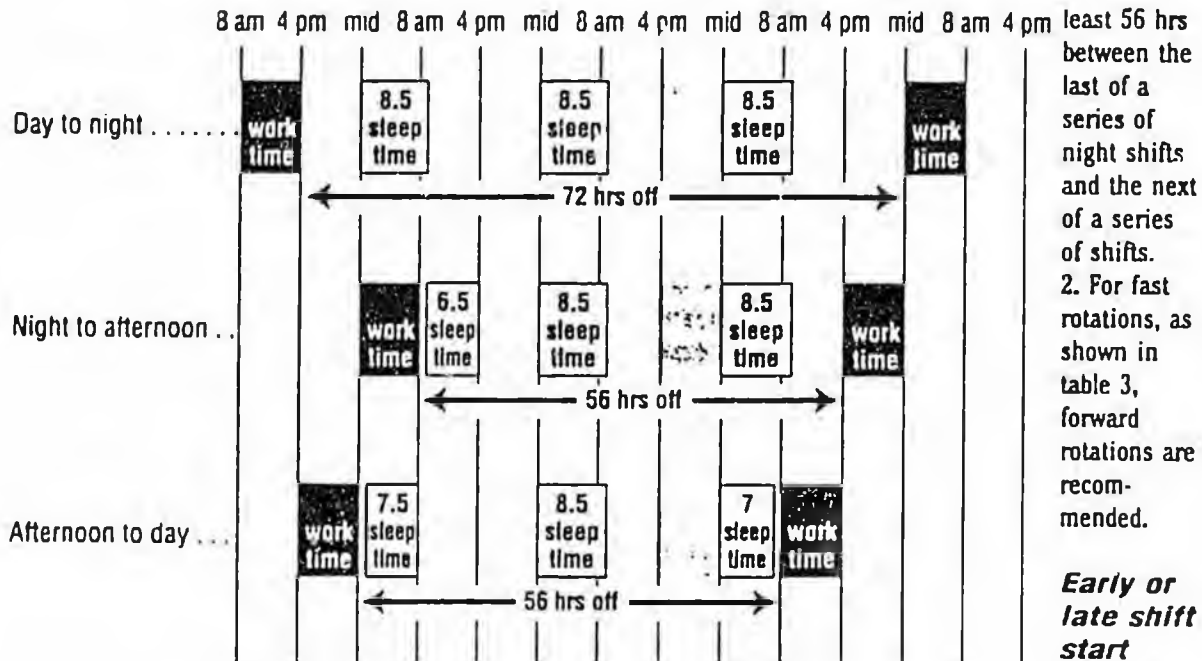 8 am 4 pm mid 8 am 4 pm mid 8 am 4 pm mid 8 am 4 pm mid 8 am 4 pm
Day to night . . . . . . .
work
time
8.5
sleep
time
8.5
sleep
time
8.5
sleep
time
work
time
72 hrs off
Night to afternoon . .
work
time
6.5
sleep
time
8.5
sleep
time
8.5
sleep
time
work
time
56 hrs off
Afternoon to day . . .
work
time
7.5
sleep
time
8.5
sleep
time
7
sleep
time
work
time
56 hrs off
least 56 hrs
between the
last of a
series of
night shifts
and the next
of a series
of shifts.
2. For fast
rotations, as
shown in
table 3,
forward
rotations are
recom-
mended.
Early or
late shift
start